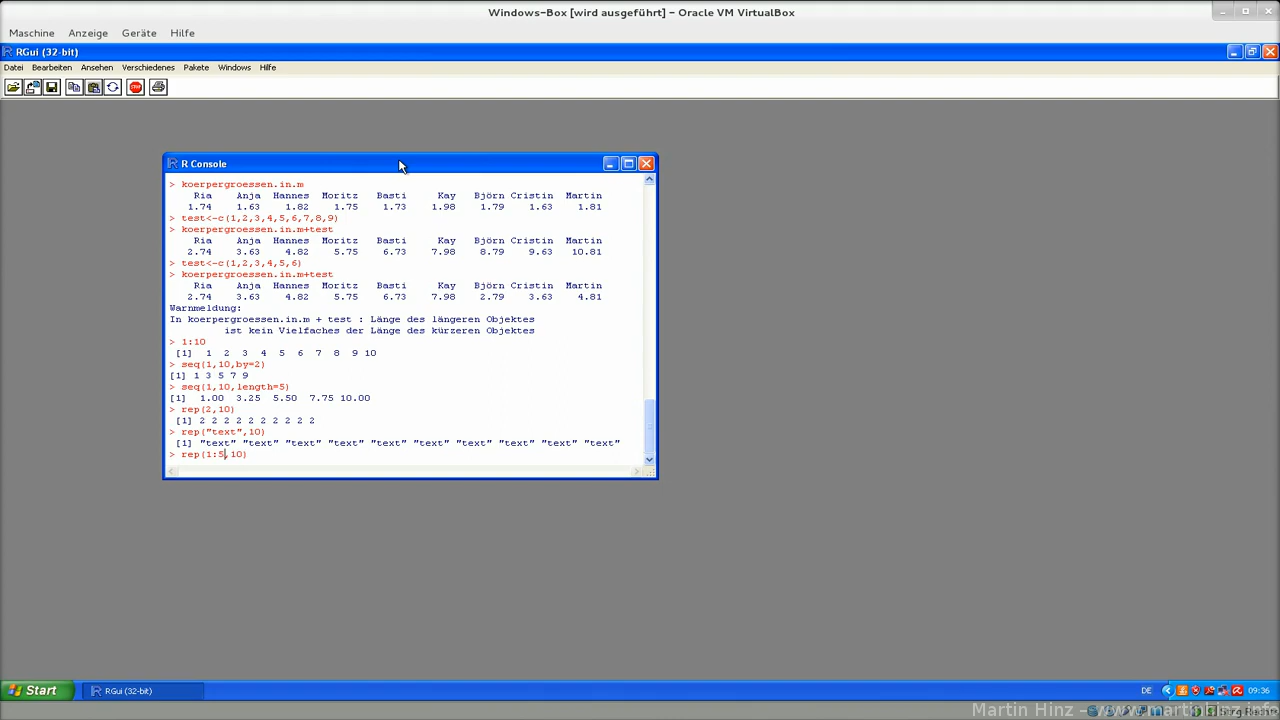 Windows-Box [wird ausgeführt] – Oracle VM VirtualBox
Maschine Anzeige Geräte Hilfe
RGui (32-bit)
Datei Bearbeiten Ansehen Verschiedenes Pakete Windows Hilfe
STOP
R Console
> koerpergroessen.in.m
Ria Anja Hannes Moritz Basti Kay Björn Cristin Martin
1.74 1.63 1.82 1.75 1.73 1.98 1.79 1.63 1.81
> test<-c(1,2,3,4,5,6,7,8,9)
> koerpergroessen.in.m+test
Ria Anja Hannes Moritz Basti Kay Björn Cristin Martin
2.74 3.63 4.82 5.75 6.73 7.98 8.79 9.63 10.81
> test<-c(1,2,3,4,5,6)
> koerpergroessen.in.m+test
Ria Anja Hannes Moritz Basti Kay Björn Cristin Martin
2.74 3.63 4.82 5.75 6.73 7.98 2.79 3.63 4.81
Warnmeldung:
In koerpergroessen.in.m + test : Länge des längeren Objektes
ist kein Vielfaches der Länge des kürzeren Objektes
> 1:10
[1] 1 2 3 4 5 6 7 8 9 10
> seq(1,10,by=2)
[1] 1 3 5 7 9
> seq(1,10,length=5)
[1] 1.00 3.25 5.50 7.75 10.00
> rep(2,10)
[1] 2 2 2 2 2 2 2 2 2 2
> rep("text",10)
[1] "text" "text" "text" "text" "text" "text" "text" "text" "text" "text"
> rep(1:5,10)
Start RGui (32-bit) DE 09:36
Martin Hinz - www.martinhinz.info